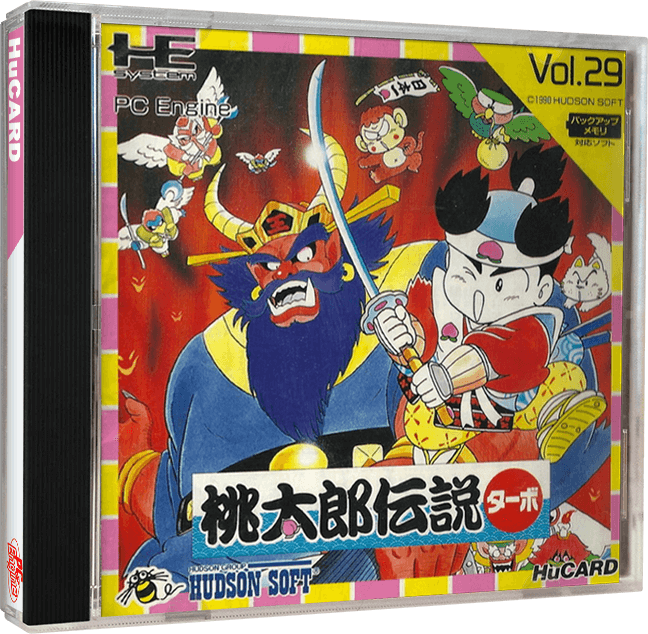 HuCARD
HE
system
PC Engine
Vol.29
©1990 HUDSON SOFT
バックアップ
メモリ
対応ソフト
日本一
王
桃太郎伝説
ターボ
HUDSON GROUP
HUDSON SOFT®
HuCARD